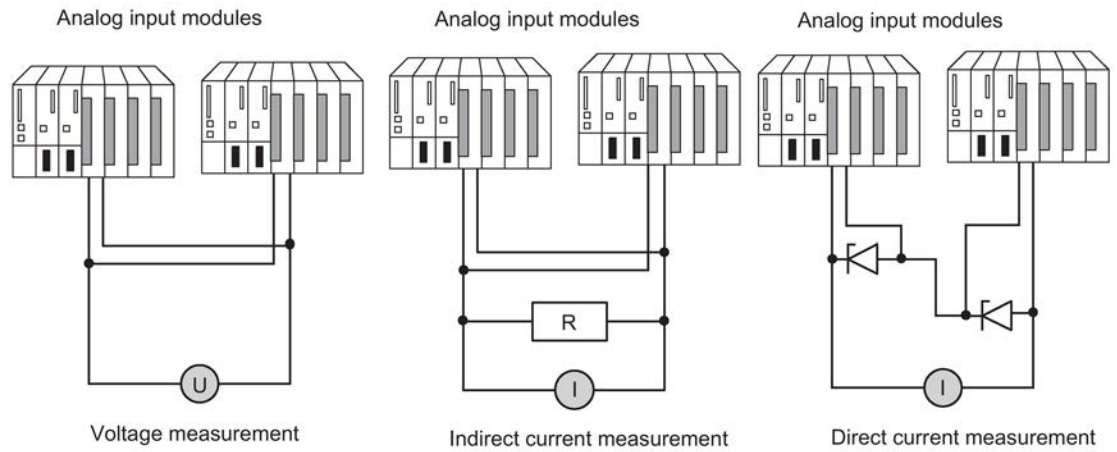 Analog input modules
Analog input modules
Analog input modules
R
U
I
I
Voltage measurement
Indirect current measurement
Direct current measurement